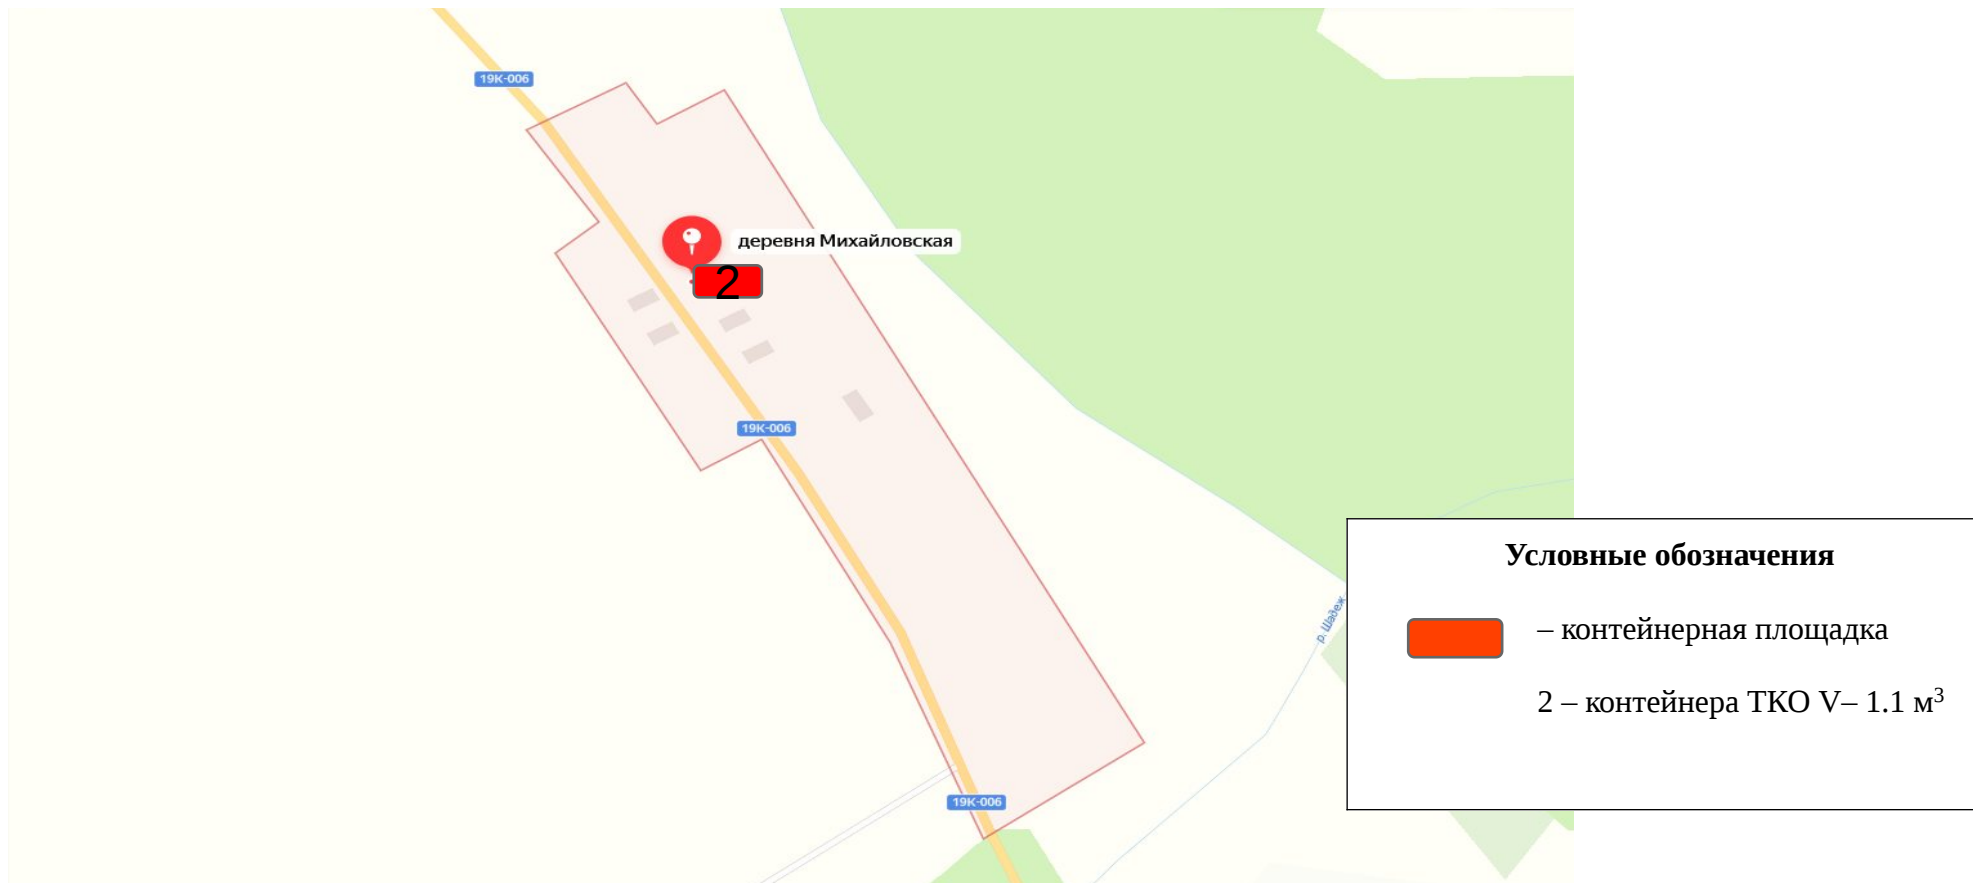 19К-006
деревня Михайловская
2
19К-006
Условные обозначения
– контейнерная площадка
р. Шадеж
2 – контейнера ТКО V– 1.1 м³
19К-006